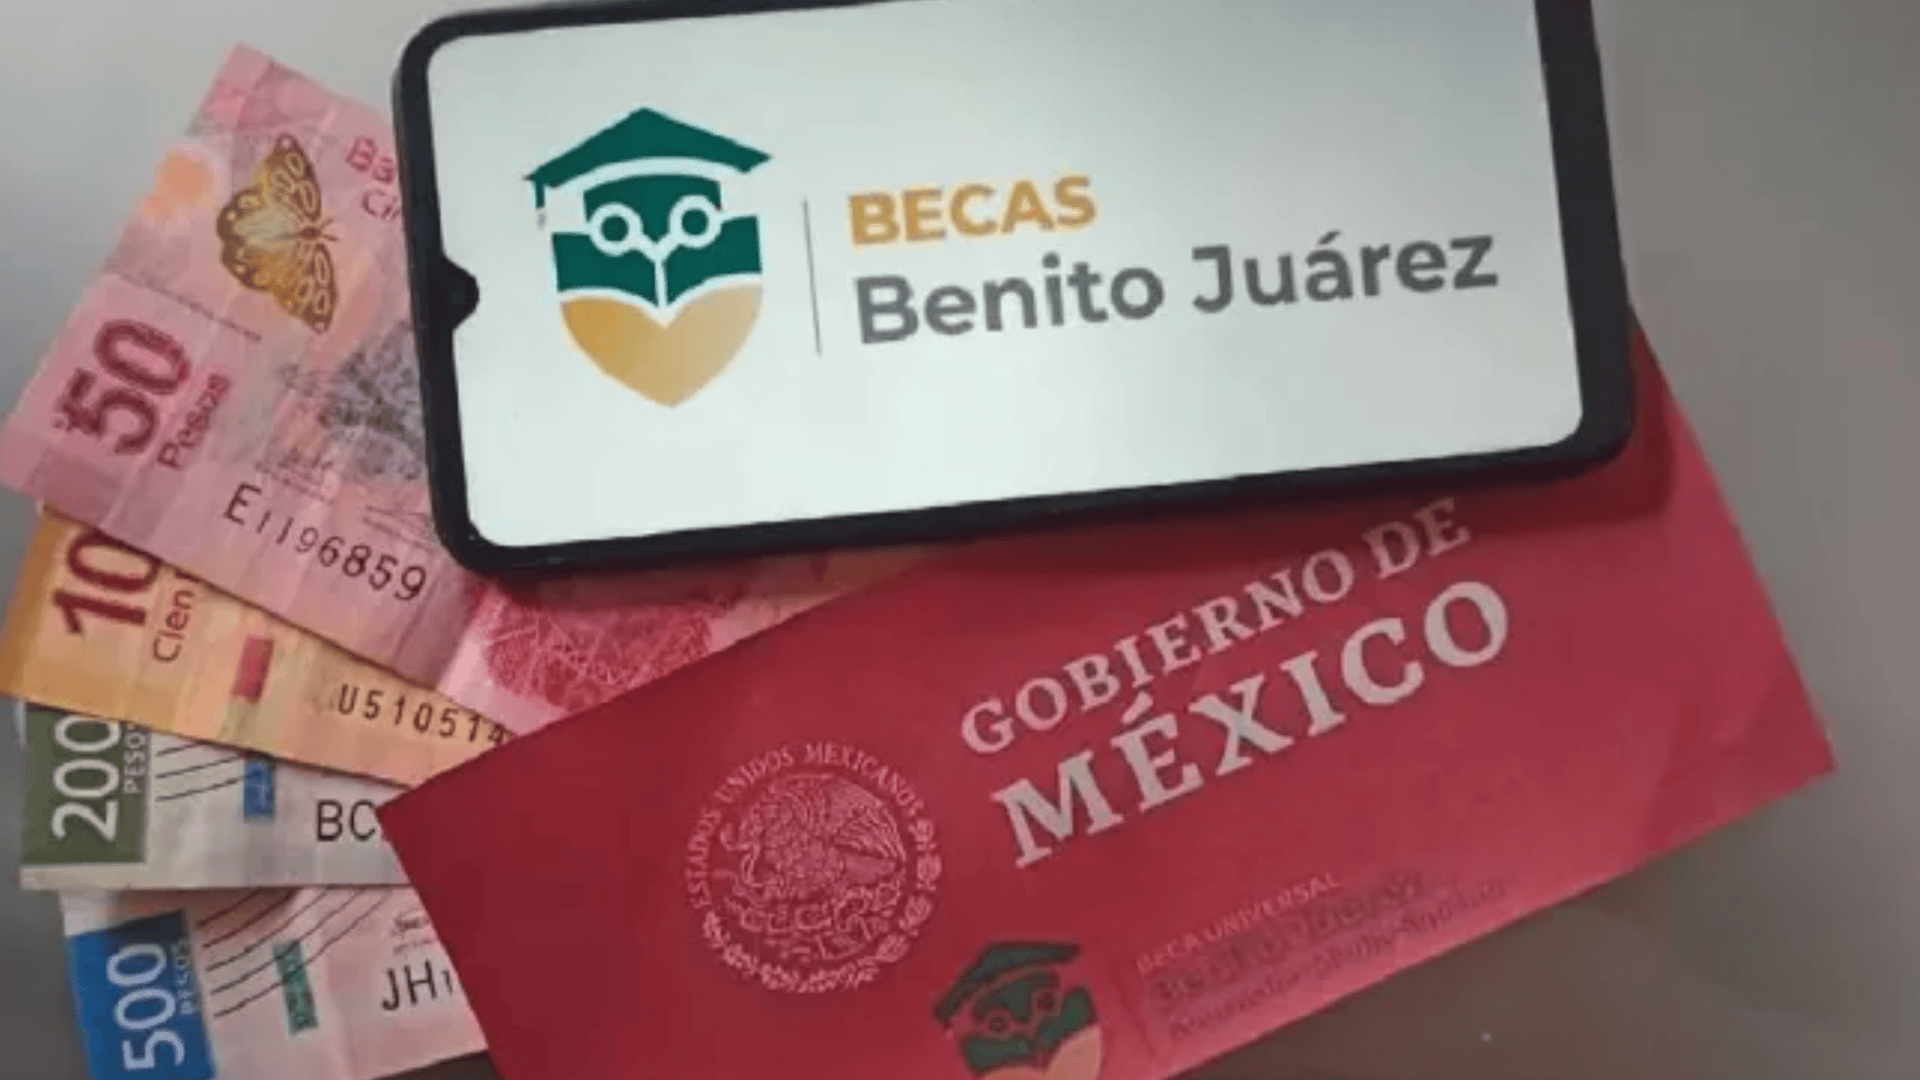 BECAS
Benito Juárez
50
Pesos
E1196859
10
Cien
U510514
200
PESOS
BC
500
PESOS
JH
GOBIERNO DE
MÉXICO
ESTADOS UNIDOS MEXICANOS
BECA UNIVERSAL